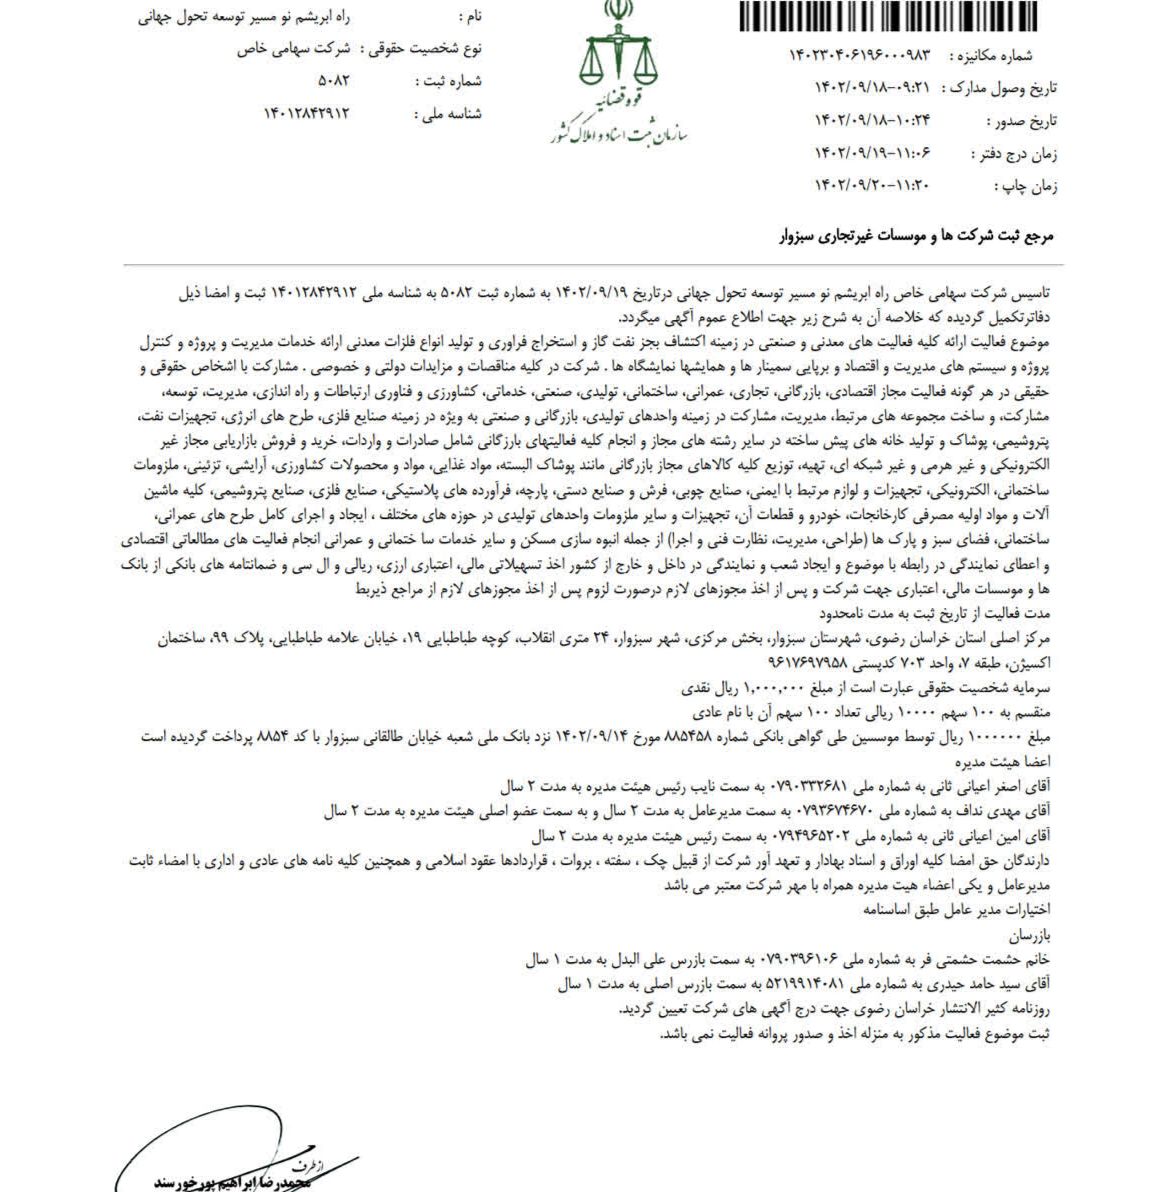 شماره مکانیزه : ۱۴۰۲۳۰۴۰۶۱۹۶۰۰۰۹۸۳
تاریخ وصول مدارک : ۱۴۰۲/۰۹/۱۸-۰۹:۲۱
تاریخ صدور : ۱۴۰۲/۰۹/۱۸-۱۰:۲۴
زمان درج دفتر : ۱۴۰۲/۰۹/۱۹-۱۱:۰۶
زمان چاپ : ۱۴۰۲/۰۹/۲۰-۱۱:۲۰
قوه قضائیه
سازمان ثبت اسناد و املاک کشور
نام : راه ابریشم نو مسیر توسعه تحول جهانی
نوع شخصیت حقوقی : شرکت سهامی خاص
شماره ثبت : ۵۰۸۲
شناسه ملی : ۱۴۰۱۲۸۴۲۹۱۲
مرجع ثبت شرکت ها و موسسات غیرتجاری سبزوار
تاسیس شرکت سهامی خاص راه ابریشم نو مسیر توسعه تحول جهانی درتاریخ ۱۴۰۲/۰۹/۱۹ به شماره ثبت ۵۰۸۲ به شناسه ملی ۱۴۰۱۲۸۴۲۹۱۲ ثبت و امضا ذیل
دفاترتکمیل گردیده که خلاصه آن به شرح زیر جهت اطلاع عموم آگهی میگردد.
موضوع فعالیت ارائه کلیه فعالیت های معدنی و صنعتی در زمینه اکتشاف بجز نفت گاز و استخراج فراوری و تولید انواع فلزات معدنی ارائه خدمات مدیریت و پروژه و کنترل
پروژه و سیستم های مدیریت و اقتصاد و برپایی سمینار ها و همایشها نمایشگاه ها . شرکت در کلیه مناقصات و مزایدات دولتی و خصوصی . مشارکت با اشخاص حقوقی و
حقیقی در هر گونه فعالیت مجاز اقتصادی، بازرگانی، تجاری، عمرانی، ساختمانی، تولیدی، صنعتی، خدماتی، کشاورزی و فناوری ارتباطات و راه اندازی، مدیریت، توسعه،
مشارکت، و ساخت مجموعه های مرتبط، مدیریت، مشارکت در زمینه واحدهای تولیدی، بازرگانی و صنعتی به ویژه در زمینه صنایع فلزی، طرح های انرژی، تجهیزات نفت،
پتروشیمی، پوشاک و تولید خانه های پیش ساخته در سایر رشته های مجاز و انجام کلیه فعالیتهای بارزگانی شامل صادرات و واردات، خرید و فروش بازاریابی مجاز غیر
الکترونیکی و غیر هرمی و غیر شبکه ای، تهیه، توزیع کلیه کالاهای مجاز بازرگانی مانند پوشاک البسته، مواد غذایی، مواد و محصولات کشاورزی، آرایشی، تزئینی، ملزومات
ساختمانی، الکترونیکی، تجهیزات و لوازم مرتبط با ایمنی، صنایع چوبی، فرش و صنایع دستی، پارچه، فرآورده های پلاستیکی، صنایع فلزی، صنایع پتروشیمی، کلیه ماشین
آلات و مواد اولیه مصرفی کارخانجات، خودرو و قطعات آن، تجهیزات و سایر ملزومات واحدهای تولیدی در حوزه های مختلف ، ایجاد و اجرای کامل طرح های عمرانی،
ساختمانی، فضای سبز و پارک ها (طراحی، مدیریت، نظارت فنی و اجرا) از جمله انبوه سازی مسکن و سایر خدمات سا ختمانی و عمرانی انجام فعالیت های مطالعاتی اقتصادی
و اعطای نمایندگی در رابطه با موضوع و ایجاد شعب و نمایندگی در داخل و خارج از کشور اخذ تسهیلاتی مالی، اعتباری ارزی، ریالی و ال سی و ضمانتامه های بانکی از بانک
ها و موسسات مالی، اعتباری جهت شرکت و پس از اخذ مجوزهای لازم درصورت لزوم پس از اخذ مجوزهای لازم از مراجع ذیربط
مدت فعالیت از تاریخ ثبت به مدت نامحدود
مرکز اصلی استان خراسان رضوی، شهرستان سبزوار، بخش مرکزی، شهر سبزوار، ۲۴ متری انقلاب، کوچه طباطبایی ۱۹، خیابان علامه طباطبایی، پلاک ۹۹، ساختمان
اکسیژن، طبقه ۷، واحد ۷۰۳ کدپستی ۹۶۱۷۶۹۷۹۵۸
سرمایه شخصیت حقوقی عبارت است از مبلغ ۱,۰۰۰,۰۰۰ ریال نقدی
منقسم به ۱۰۰ سهم ۱۰۰۰۰ ریالی تعداد ۱۰۰ سهم آن با نام عادی
مبلغ ۱۰۰۰۰۰۰ ریال توسط موسسین طی گواهی بانکی شماره ۸۸۵۴۵۸ مورخ ۱۴۰۲/۰۹/۱۴ نزد بانک ملی شعبه خیابان طالقانی سبزوار با کد ۸۸۵۴ پرداخت گردیده است
اعضا هیئت مدیره
آقای اصغر اعیانی ثانی به شماره ملی ۰۷۹۰۳۳۲۶۸۱ به سمت نایب رئیس هیئت مدیره به مدت ۲ سال
آقای مهدی نداف به شماره ملی ۰۷۹۳۶۷۴۶۷۰ به سمت مدیرعامل به مدت ۲ سال و به سمت عضو اصلی هیئت مدیره به مدت ۲ سال
آقای امین اعیانی ثانی به شماره ملی ۰۷۹۴۹۶۵۲۰۲ به سمت رئیس هیئت مدیره به مدت ۲ سال
دارندگان حق امضا کلیه اوراق و اسناد بهادار و تعهد آور شرکت از قبیل چک ، سفته ، بروات ، قراردادها عقود اسلامی و همچنین کلیه نامه های عادی و اداری با امضاء ثابت
مدیرعامل و یکی اعضاء هیت مدیره همراه با مهر شرکت معتبر می باشد
اختیارات مدیر عامل طبق اساسنامه
بازرسان
خانم حشمت حشمتی فر به شماره ملی ۰۷۹۰۳۹۶۱۰۶ به سمت بازرس علی البدل به مدت ۱ سال
آقای سید حامد حیدری به شماره ملی ۵۲۱۹۹۱۴۰۸۱ به سمت بازرس اصلی به مدت ۱ سال
روزنامه کثیر الانتشار خراسان رضوی جهت درج آگهی های شرکت تعیین گردید.
ثبت موضوع فعالیت مذکور به منزله اخذ و صدور پروانه فعالیت نمی باشد.
از طرف
محمدرضا ابراهیم پورخورسند